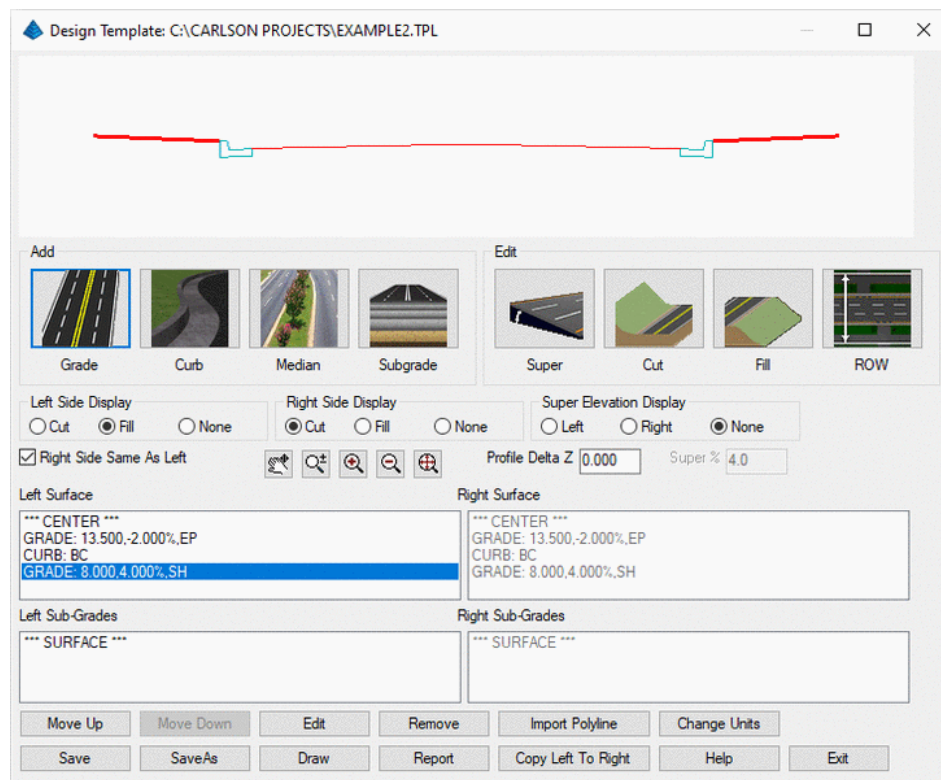 Design Template: C:\CARLSON PROJECTS\EXAMPLE2.TPL
Add
Edit
Grade Curb Median Subgrade Super Cut Fill ROW
Left Side Display Right Side Display Super Elevation Display
Cut Fill None Cut Fill None Left Right None
Right Side Same As Left Profile Delta Z 0.000 Super % 4.0
Left Surface Right Surface
*** CENTER *** *** CENTER ***
GRADE: 13.500,-2.000%,EP GRADE: 13.500,-2.000%,EP
CURB: BC CURB: BC
GRADE: 8.000,4.000%,SH GRADE: 8.000,4.000%,SH
Left Sub-Grades Right Sub-Grades
*** SURFACE *** *** SURFACE ***
Move Up Move Down Edit Remove Import Polyline Change Units
Save SaveAs Draw Report Copy Left To Right Help Exit